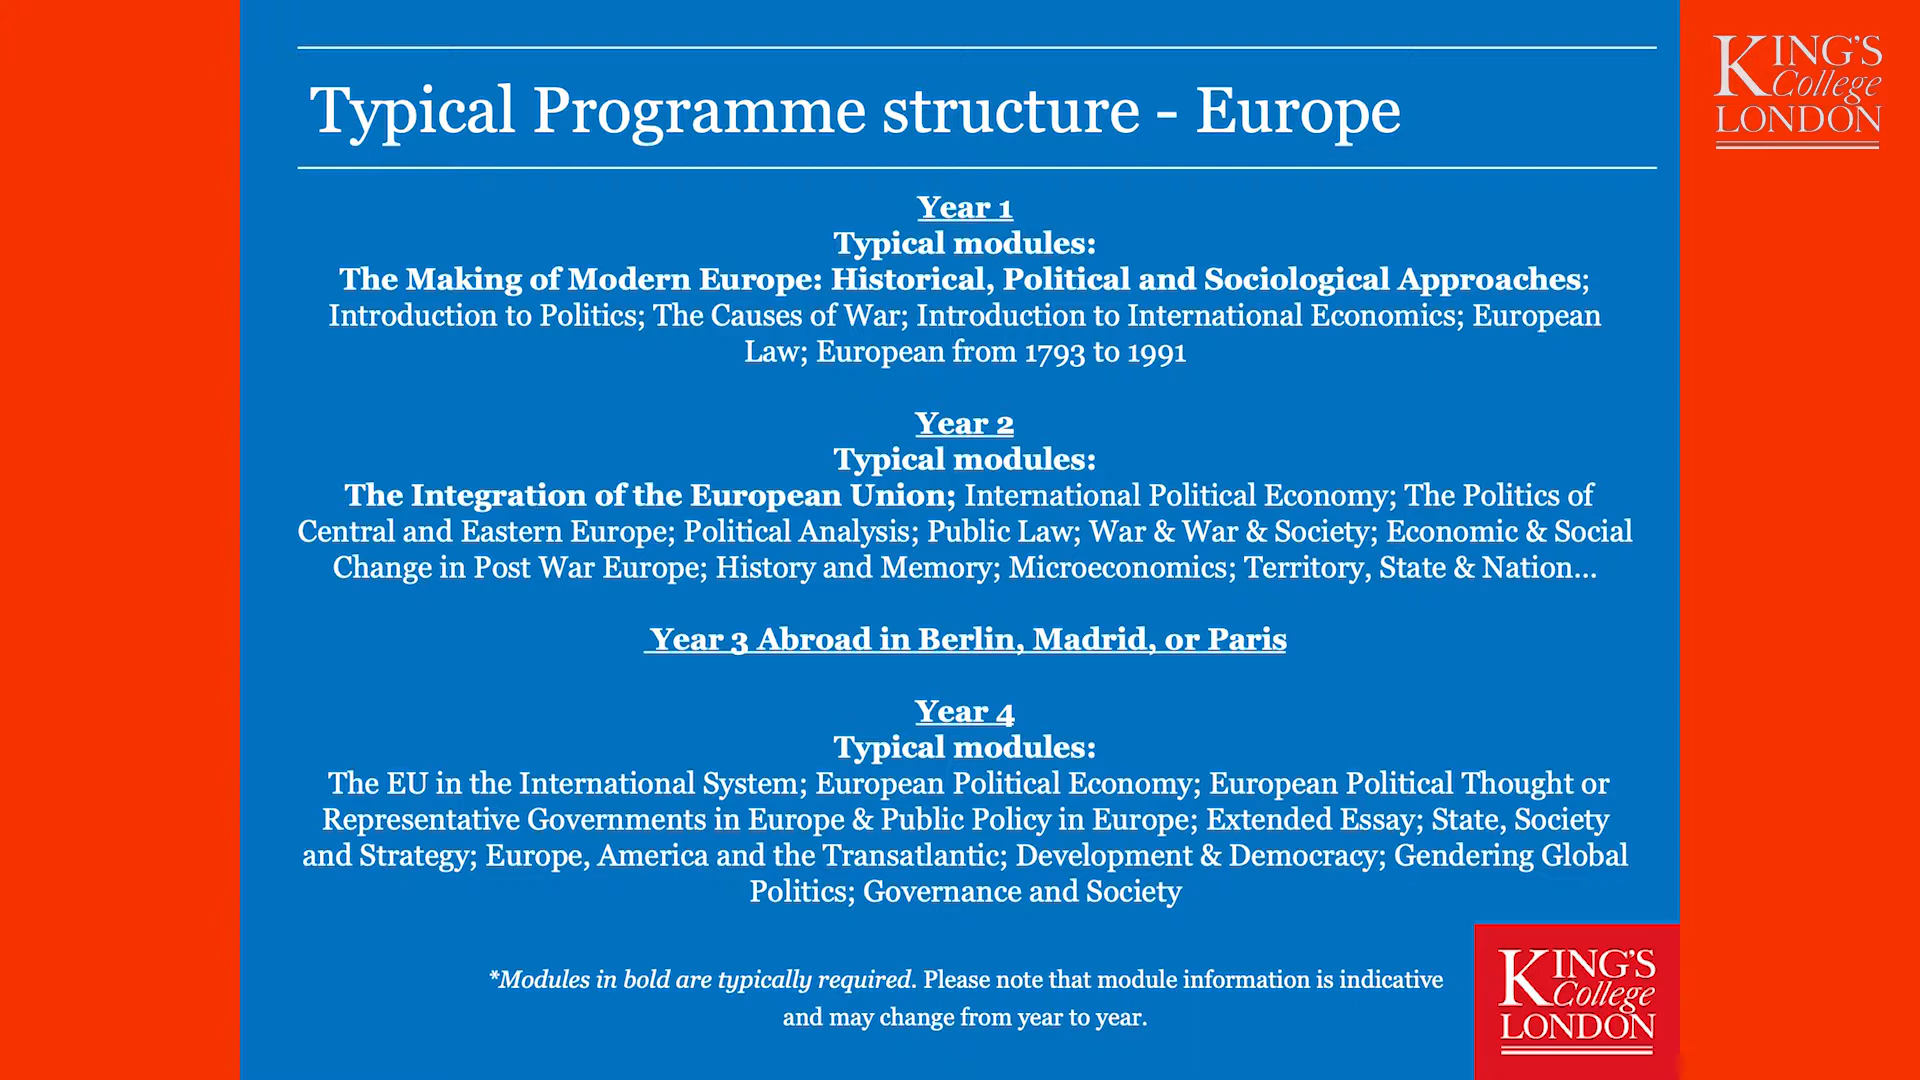 KING'S
College
LONDON
Typical Programme structure - Europe
Year 1
Typical modules:
The Making of Modern Europe: Historical, Political and Sociological Approaches;
Introduction to Politics; The Causes of War; Introduction to International Economics; European
Law; European from 1793 to 1991
Year 2
Typical modules:
The Integration of the European Union; International Political Economy; The Politics of
Central and Eastern Europe; Political Analysis; Public Law; War & War & Society; Economic & Social
Change in Post War Europe; History and Memory; Microeconomics; Territory, State & Nation...
Year 3 Abroad in Berlin, Madrid, or Paris
Year 4
Typical modules:
The EU in the International System; European Political Economy; European Political Thought or
Representative Governments in Europe & Public Policy in Europe; Extended Essay; State, Society
and Strategy; Europe, America and the Transatlantic; Development & Democracy; Gendering Global
Politics; Governance and Society
*Modules in bold are typically required. Please note that module information is indicative
and may change from year to year.
KING'S
College
LONDON